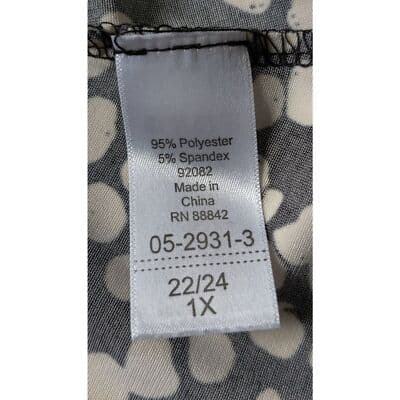 95% Polyester
5% Spandex
92082
Made in
China
RN 88842
05-2931-3
22/24
1X